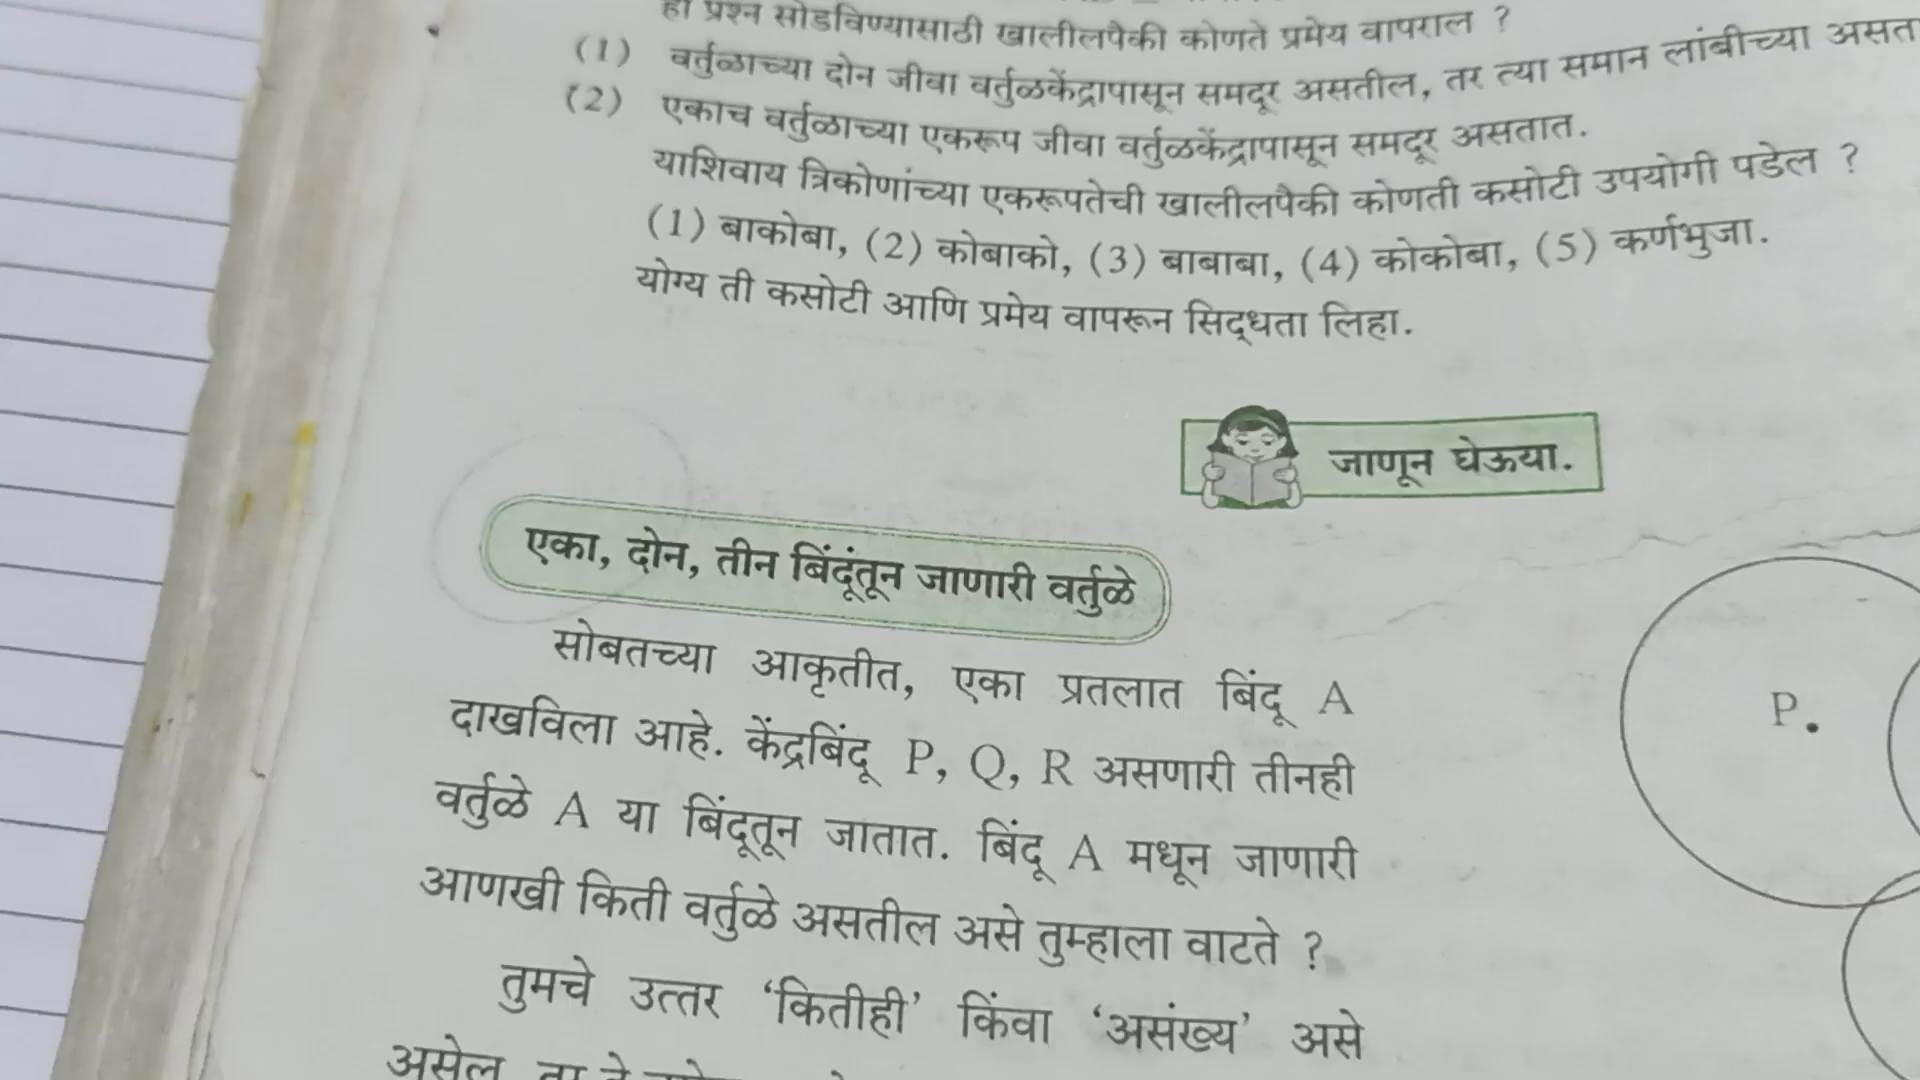 हा प्रश्न सोडविण्यासाठी खालीलपैकी कोणते प्रमेय वापराल ?
(1) वर्तुळाच्या दोन जीवा वर्तुळकेंद्रापासून समदूर असतील, तर त्या समान लांबीच्या
(2) एकाच वर्तुळाच्या एकरूप जीवा वर्तुळकेंद्रापासून समदूर असतात.
याशिवाय त्रिकोणांच्या एकरूपतेची खालीलपैकी कोणती कसोटी उपयोगी पडेल ?
(1) बाकोबा, (2) कोबाको, (3) बाबाबा, (4) कोकोबा, (5) कर्णभुजा.
योग्य ती कसोटी आणि प्रमेय वापरून सिद्धता लिहा.
जाणून घेऊया.
एका, दोन, तीन बिंदूंतून जाणारी वर्तुळे
सोबतच्या आकृतीत, एका प्रतलात बिंदू A
दाखविला आहे. केंद्रबिंदू P, Q, R असणारी तीनही
वर्तुळे A या बिंदूतून जातात. बिंदू A मधून जाणारी
आणखी किती वर्तुळे असतील असे तुम्हाला वाटते ?
तुमचे उत्तर ‘कितीही’ किंवा ‘असंख्य’ असे
असेल
P.